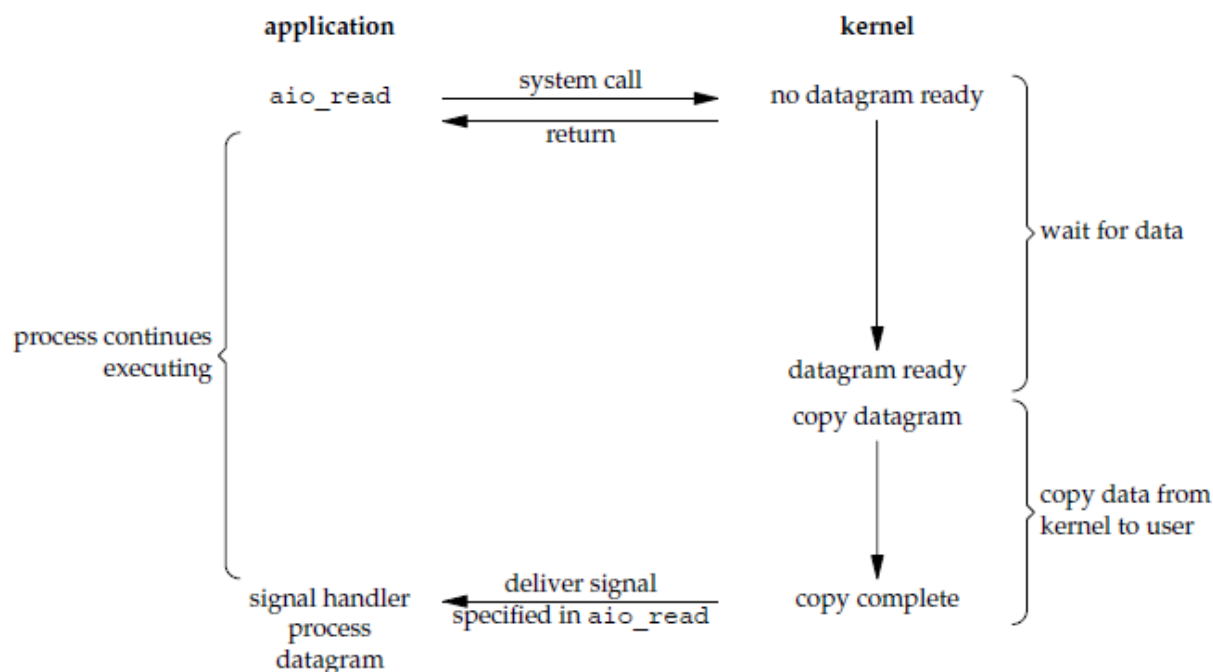 application
kernel
aio_read
system call
no datagram ready
return
wait for data
process continues
executing
datagram ready
copy datagram
copy data from
kernel to user
signal handler
process
datagram
deliver signal
specified in aio_read
copy complete